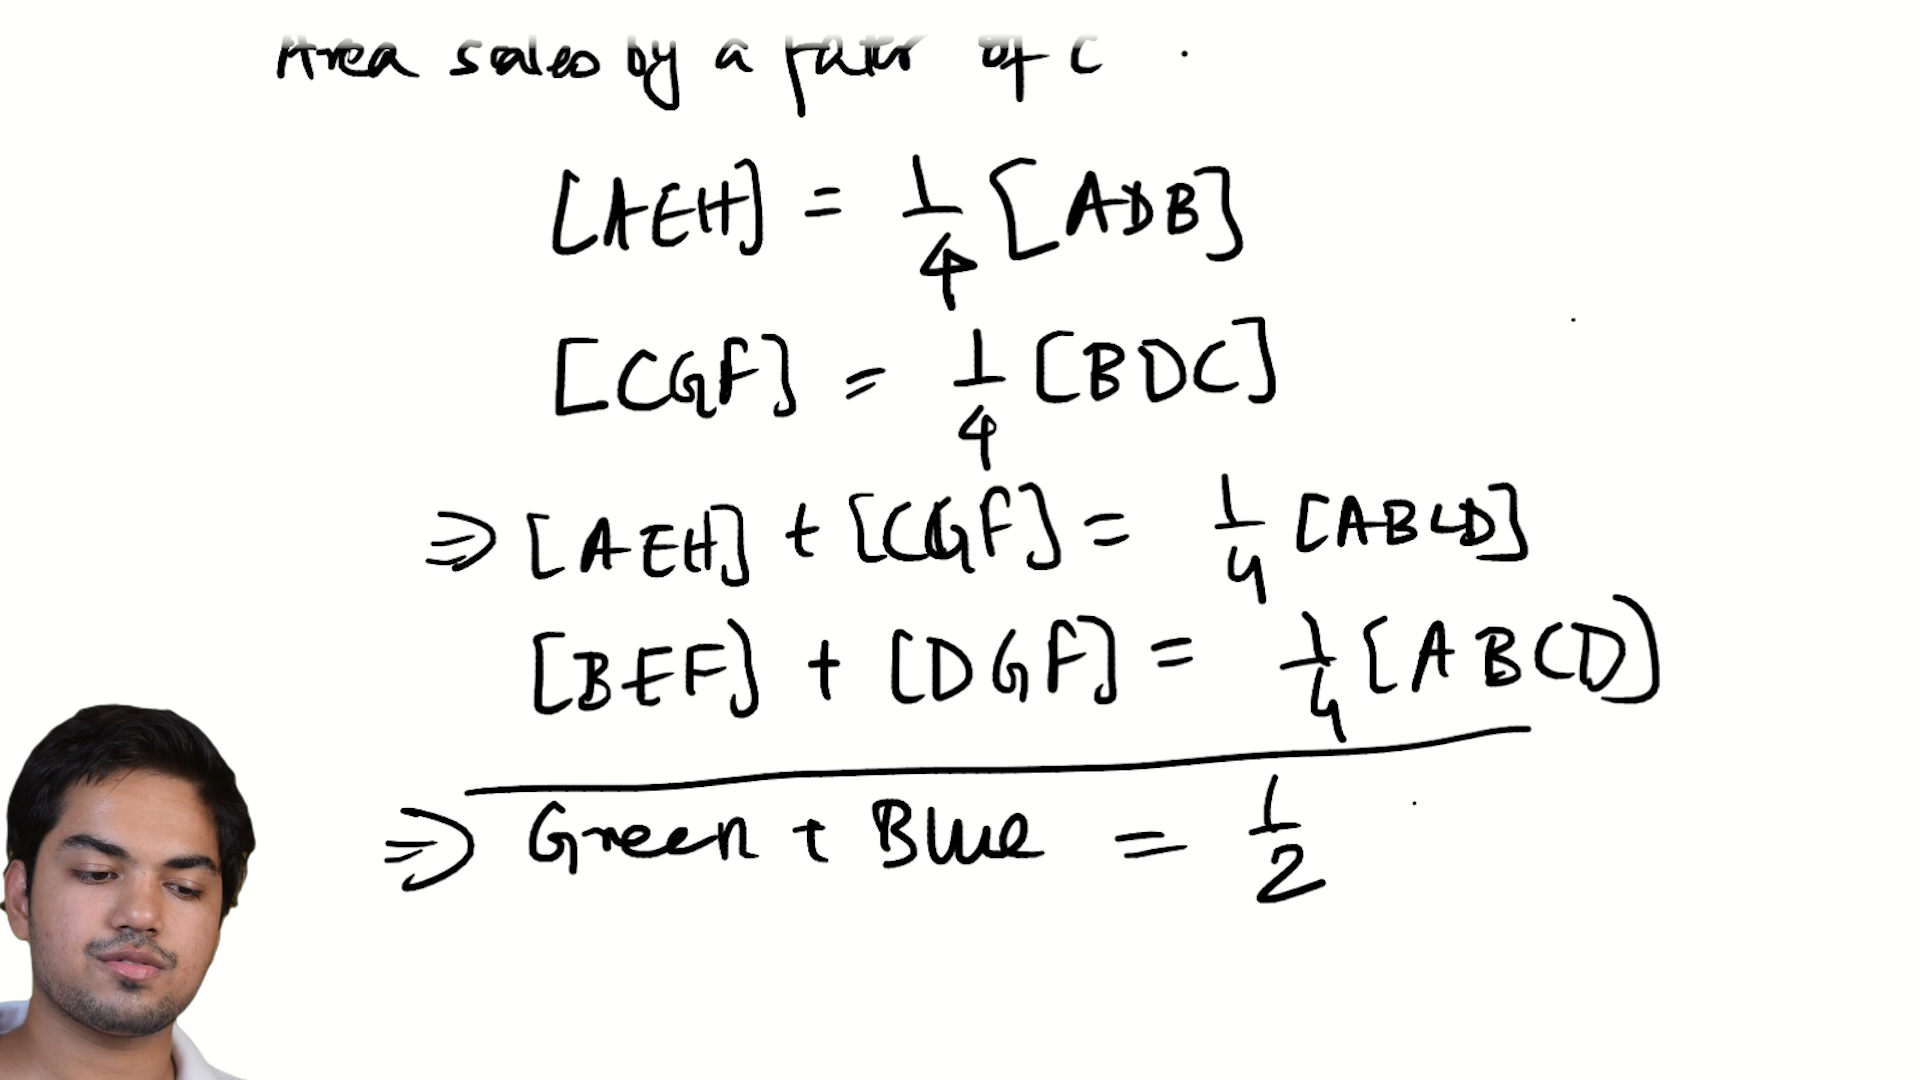 Area scales by a factor of c
[AEH] = 1/4 [ADB]
[CGF] = 1/4 [BDC]
⇒ [AEH] + [CGF] = 1/4 [ABCD]
[BEF] + [DGF] = 1/4 [ABCD]
⇒ Green + Blue = 1/2